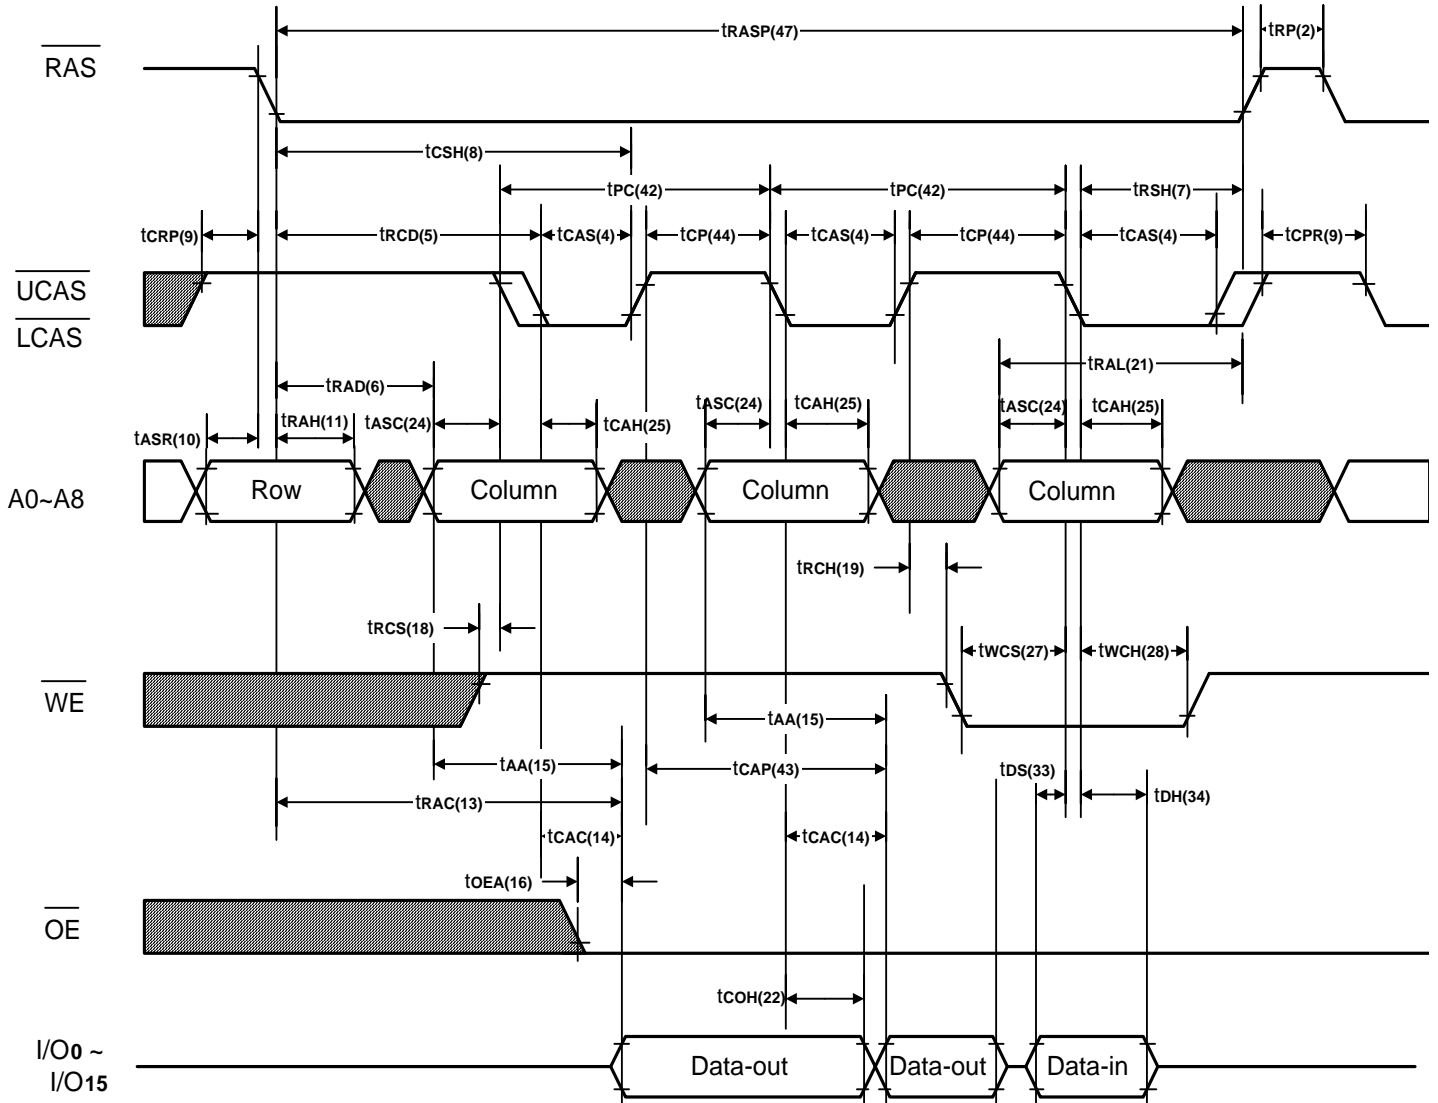 tRASP(47)
tRP(2)
RAS
tCSH(8)
tPC(42)
tPC(42)
tRSH(7)
tCRP(9)
tRCD(5)
tCAS(4)
tCP(44)
tCAS(4)
tCP(44)
tCAS(4)
tCPR(9)
UCAS
LCAS
tRAL(21)
tRAD(6)
tASR(10)
tRAH(11)
tASC(24)
tCAH(25)
tASC(24)
tCAH(25)
tASC(24)
tCAH(25)
A0~A8
Row
Column
Column
Column
tRCH(19)
tRCS(18)
tWCS(27)
tWCH(28)
WE
tAA(15)
tAA(15)
tCAP(43)
tDS(33)
tRAC(13)
tDH(34)
tCAC(14)
tCAC(14)
tOEA(16)
OE
tCOH(22)
I/O0 ~
I/O15
Data-out
Data-out
Data-in